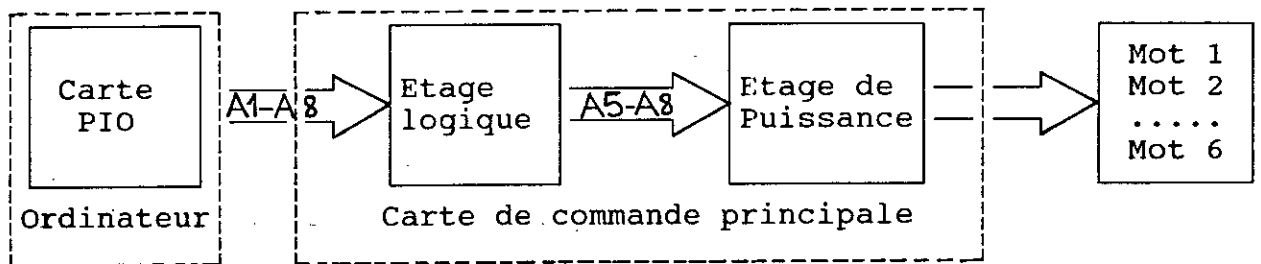 Carte
PIO
Ordinateur
A1-A8
Etage
logique
A5-A8
Etage de
Puissance
Carte de commande principale
Mot 1
Mot 2
.....
Mot 6